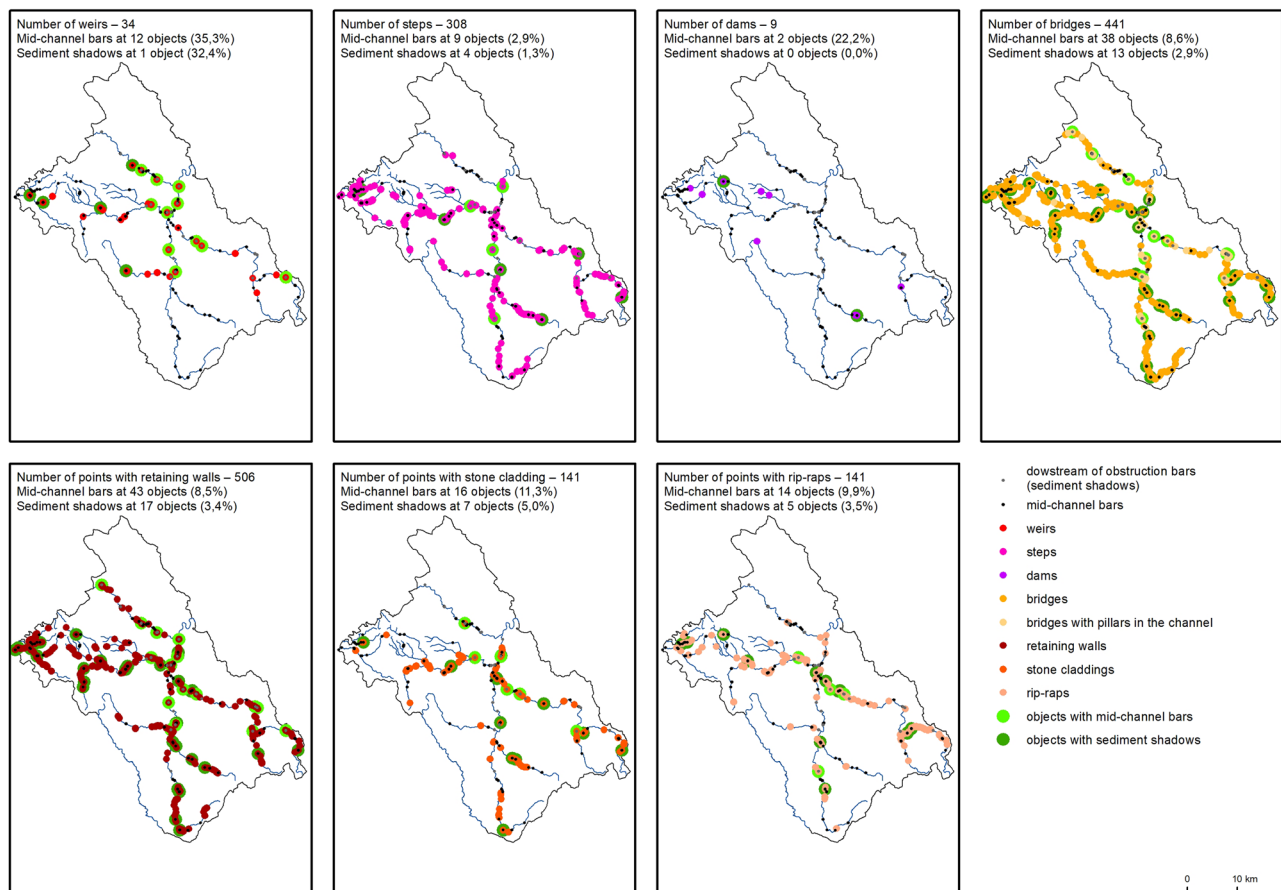 Number of weirs – 34
Mid-channel bars at 12 objects (35,3%)
Sediment shadows at 1 object (32,4%)
Number of steps – 308
Mid-channel bars at 9 objects (2,9%)
Sediment shadows at 4 objects (1,3%)
Number of dams – 9
Mid-channel bars at 2 objects (22,2%)
Sediment shadows at 0 objects (0,0%)
Number of bridges – 441
Mid-channel bars at 38 objects (8,6%)
Sediment shadows at 13 objects (2,9%)
Number of points with retaining walls – 506
Mid-channel bars at 43 objects (8,5%)
Sediment shadows at 17 objects (3,4%)
Number of points with stone cladding – 141
Mid-channel bars at 16 objects (11,3%)
Sediment shadows at 7 objects (5,0%)
Number of points with rip-raps – 141
Mid-channel bars at 14 objects (9,9%)
Sediment shadows at 5 objects (3,5%)
dowstream of obstruction bars
(sediment shadows)
mid-channel bars
weirs
steps
dams
bridges
bridges with pillars in the channel
retaining walls
stone claddings
rip-raps
objects with mid-channel bars
objects with sediment shadows
0 10 km